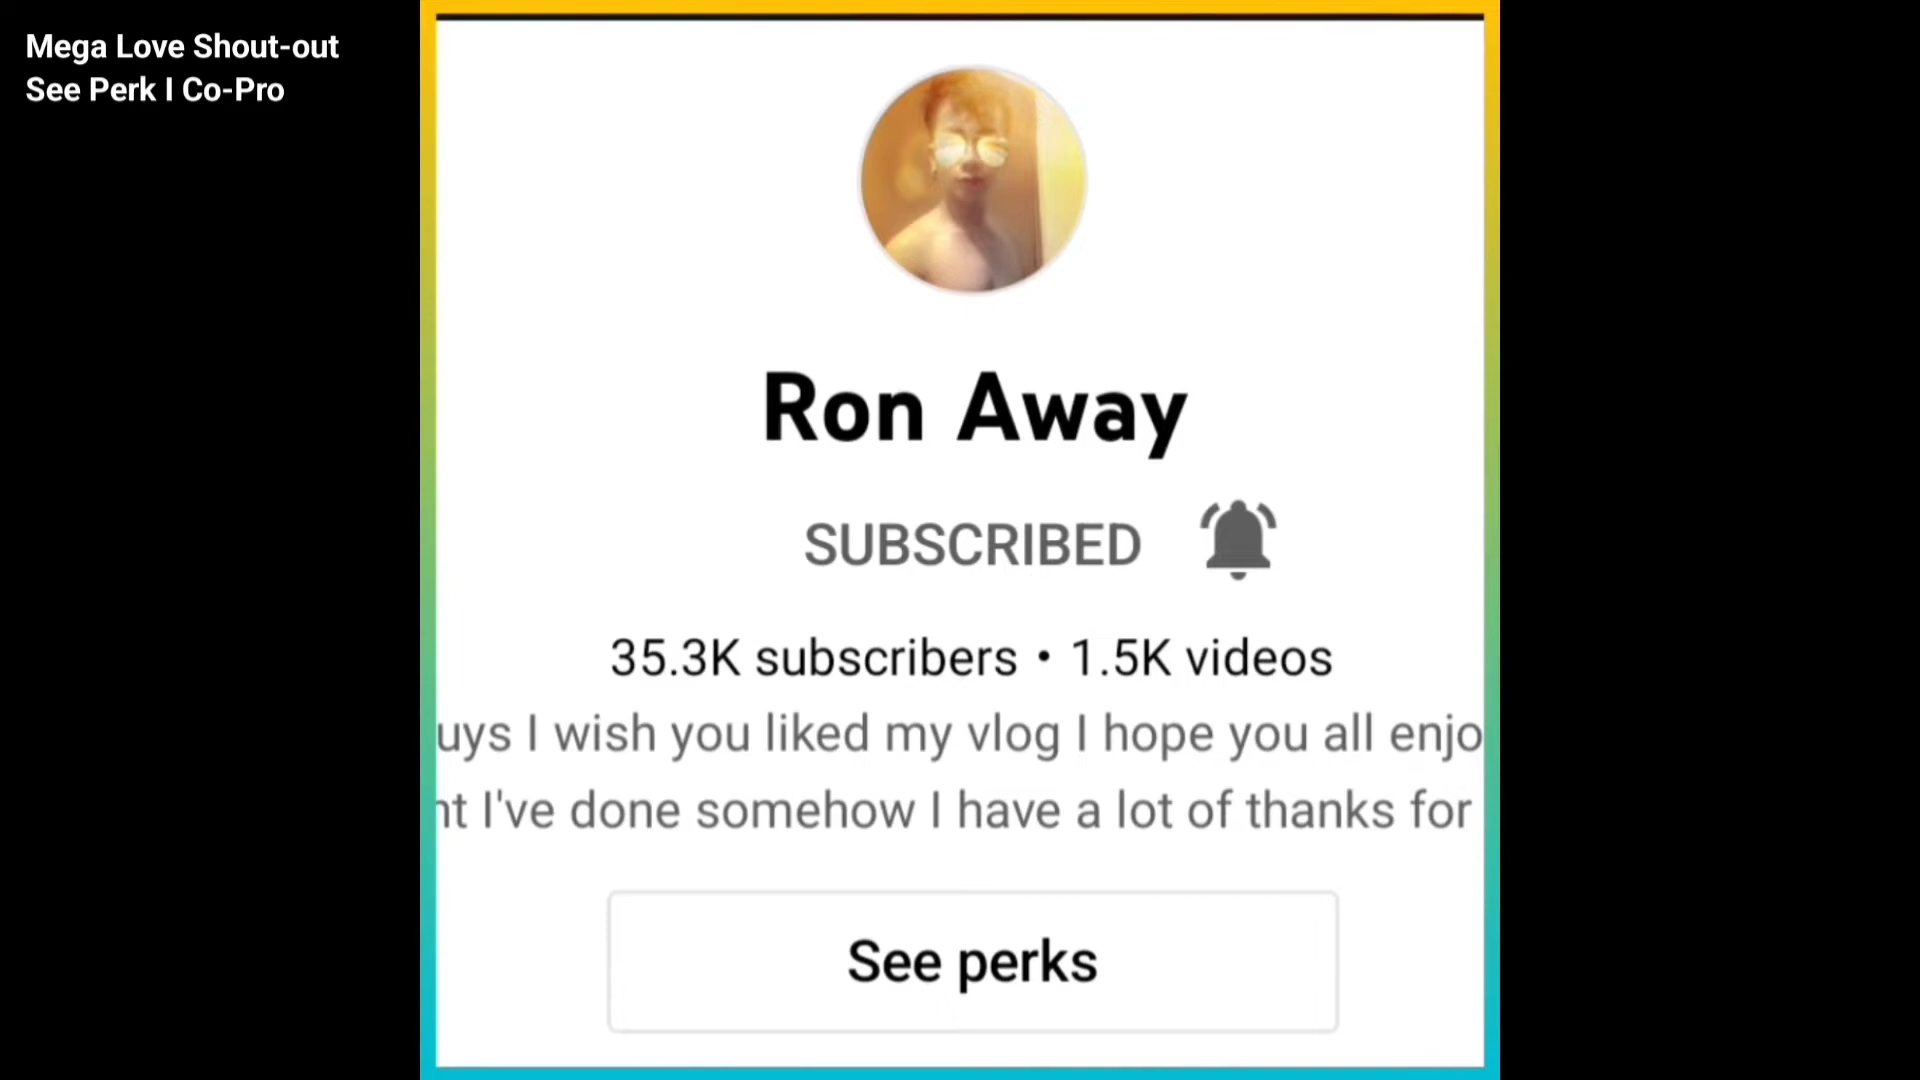 Mega Love Shout-out
See Perk I Co-Pro
Ron Away
SUBSCRIBED
35.3K subscribers • 1.5K videos
uys I wish you liked my vlog I hope you all enjo
nt I've done somehow I have a lot of thanks for
See perks